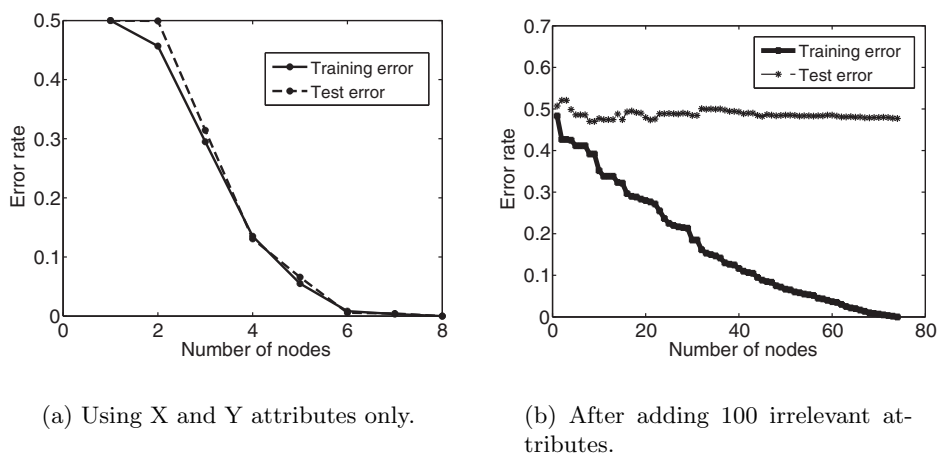 0.5
0.4
0.3
0.2
0.1
0
0 2 4 6 8
Error rate
Number of nodes
Training error
Test error
0.7
0.6
0.5
0.4
0.3
0.2
0.1
0
0 20 40 60 80
Error rate
Number of nodes
Training error
Test error
(a) Using X and Y attributes only.
(b) After adding 100 irrelevant at-
tributes.